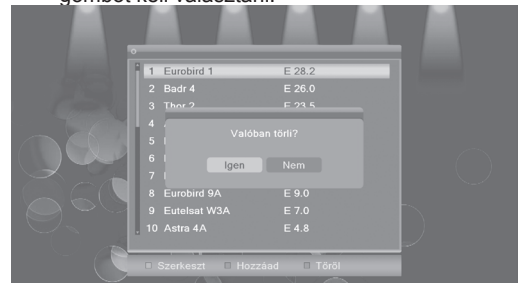 gombot kell választani.
1 Eurobird 1 E 28.2
2 Badr 4 E 26.0
3 Thor 2 E 23.5
4
5
6
7
Valóban törli?
Igen Nem
8 Eurobird 9A E 9.0
9 Eutelsat W3A E 7.0
10 Astra 4A E 4.8
Szerkeszt Hozzáad Töröl